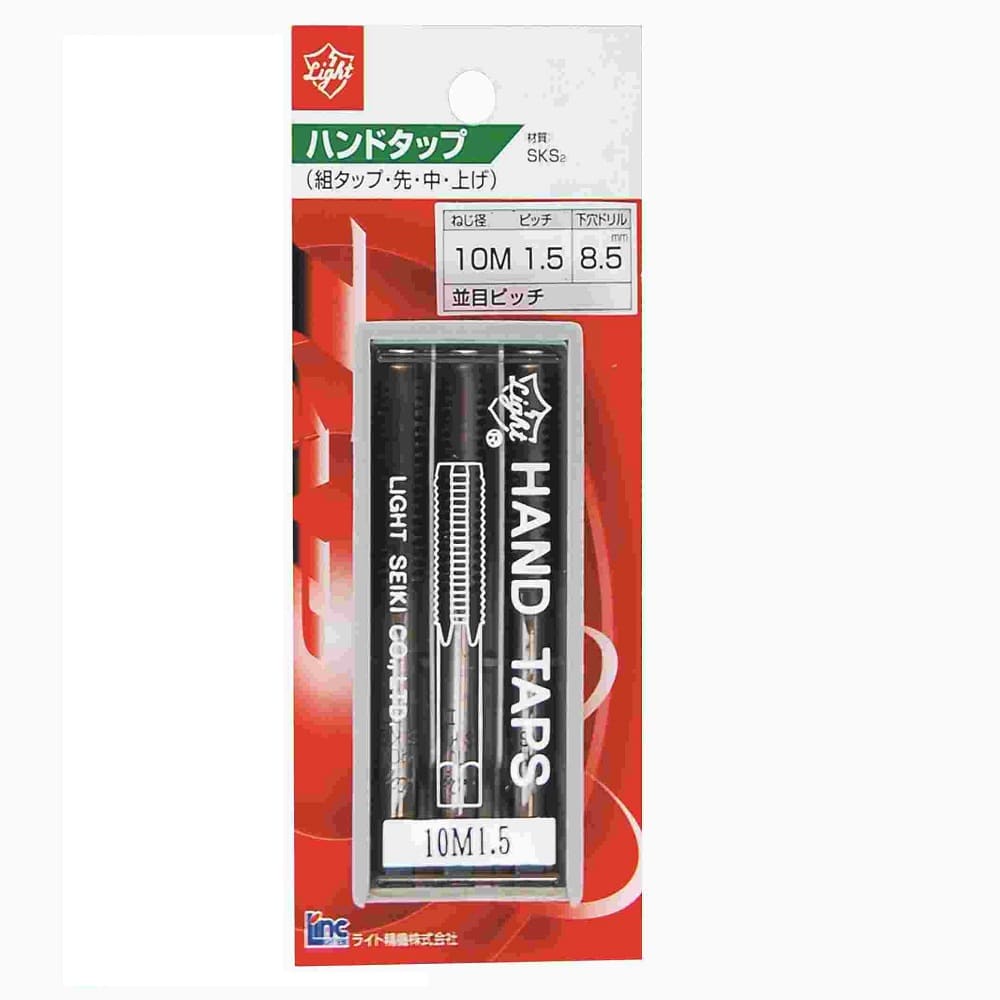 Light
ハンドタップ
材質:
SKS2
(組タップ・先・中・上げ)
ねじ径 ピッチ 下穴ドリル
mm
10M 1.5 8.5
並目ピッチ
Light
®
HAND TAPS
LIGHT SEIKI CO.,LTD.
10M1.5
Linc
ライト精機株式会社